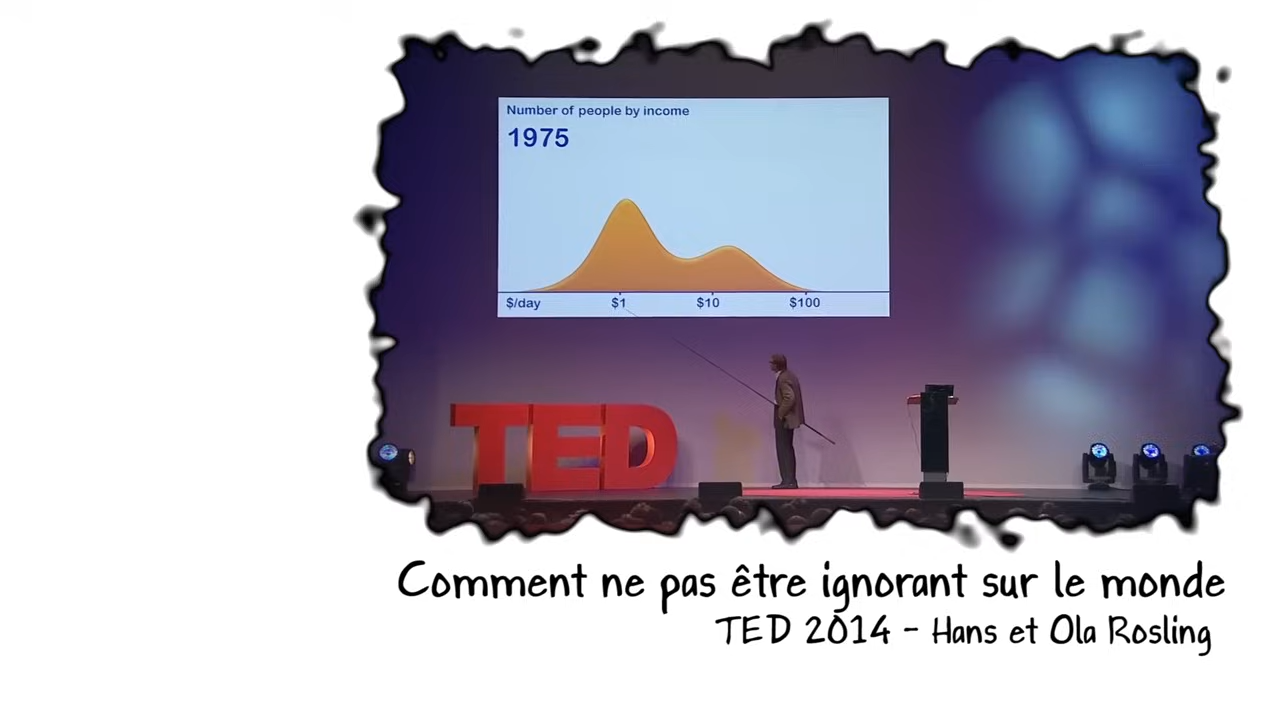 Number of people by income
1975
$/day $1 $10 $100
TED
Comment ne pas être ignorant sur le monde
TED 2014 - Hans et Ola Rosling